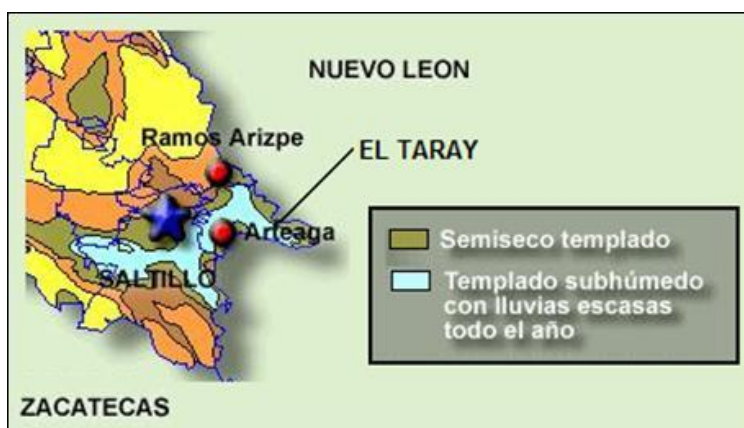 NUEVO LEON
Ramos Arizpe
EL TARAY
Arteaga
SALTILLO
Semiseco templado
Templado subhúmedo
con lluvias escasas
todo el año
ZACATECAS